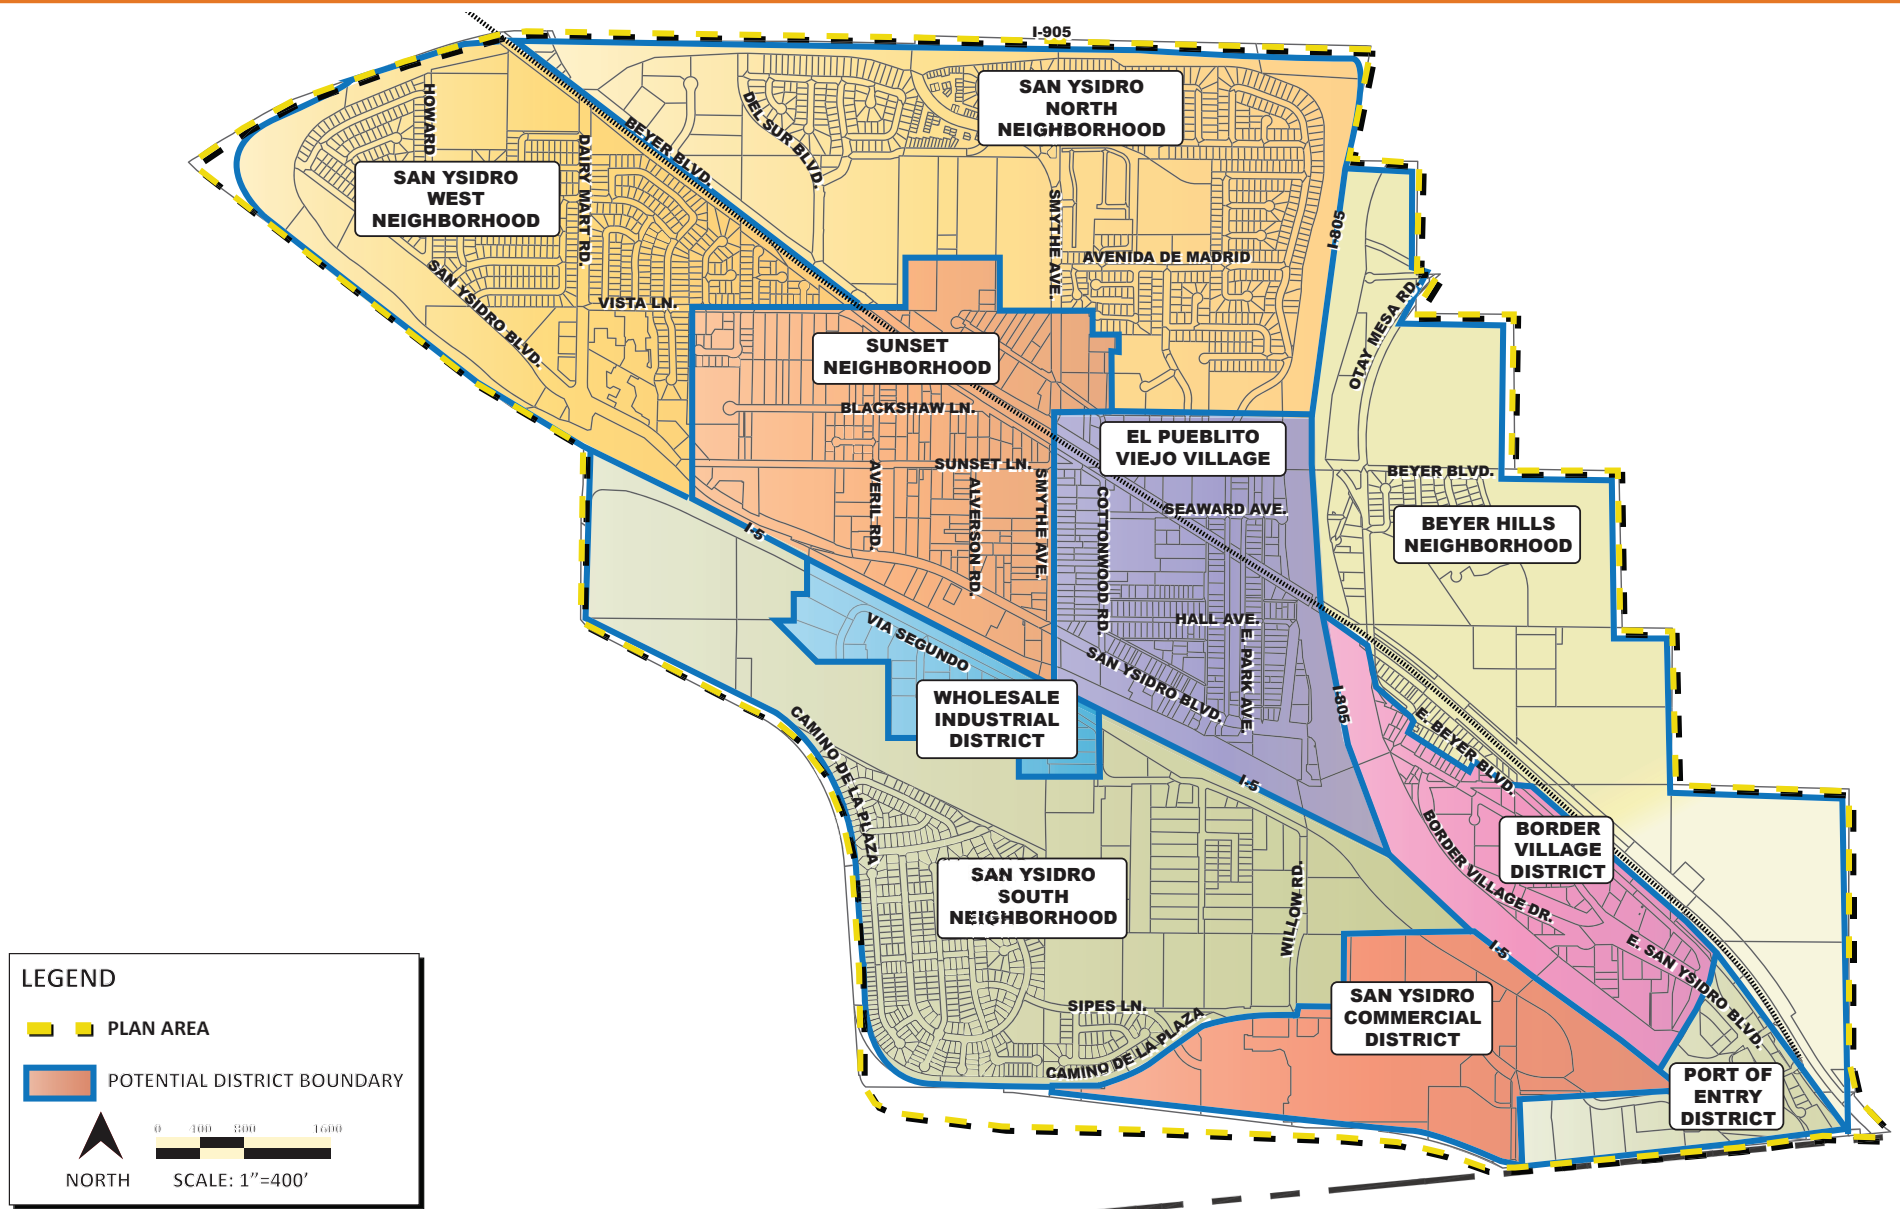 I-905
SAN YSIDRO
NORTH
NEIGHBORHOOD
HOWARD
DEL SUR BLVD.
BEYER BLVD.
DAIRY MART RD.
SAN YSIDRO
WEST
NEIGHBORHOOD
SMYTHE AVE.
I-805
AVENIDA DE MADRID
SAN YSIDRO BLVD.
VISTA LN.
OTAY MESA RD.
SUNSET
NEIGHBORHOOD
BLACKSHAW LN.
EL PUEBLITO
VIEJO VILLAGE
SUNSET LN.
AVERIL RD.
ALVERSON RD.
SMYTHE AVE.
COTTONWOOD RD.
SEAWARD AVE.
BEYER BLVD.
BEYER HILLS
NEIGHBORHOOD
I-5
HALL AVE.
E. PARK AVE.
VIA SEGUNDO
SAN YSIDRO BLVD.
I-805
WHOLESALE
INDUSTRIAL
DISTRICT
CAMINO DE LA PLAZA
E. BEYER BLVD.
I-5
BORDER
VILLAGE
DISTRICT
BORDER VILLAGE DR.
SAN YSIDRO
SOUTH
NEIGHBORHOOD
WILLOW RD.
I-5
E. SAN YSIDRO BLVD.
SIPES LN.
SAN YSIDRO
COMMERCIAL
DISTRICT
CAMINO DE LA PLAZA
PORT OF
ENTRY
DISTRICT
LEGEND
PLAN AREA
POTENTIAL DISTRICT BOUNDARY
0 400 800 1600
NORTH SCALE: 1"=400'